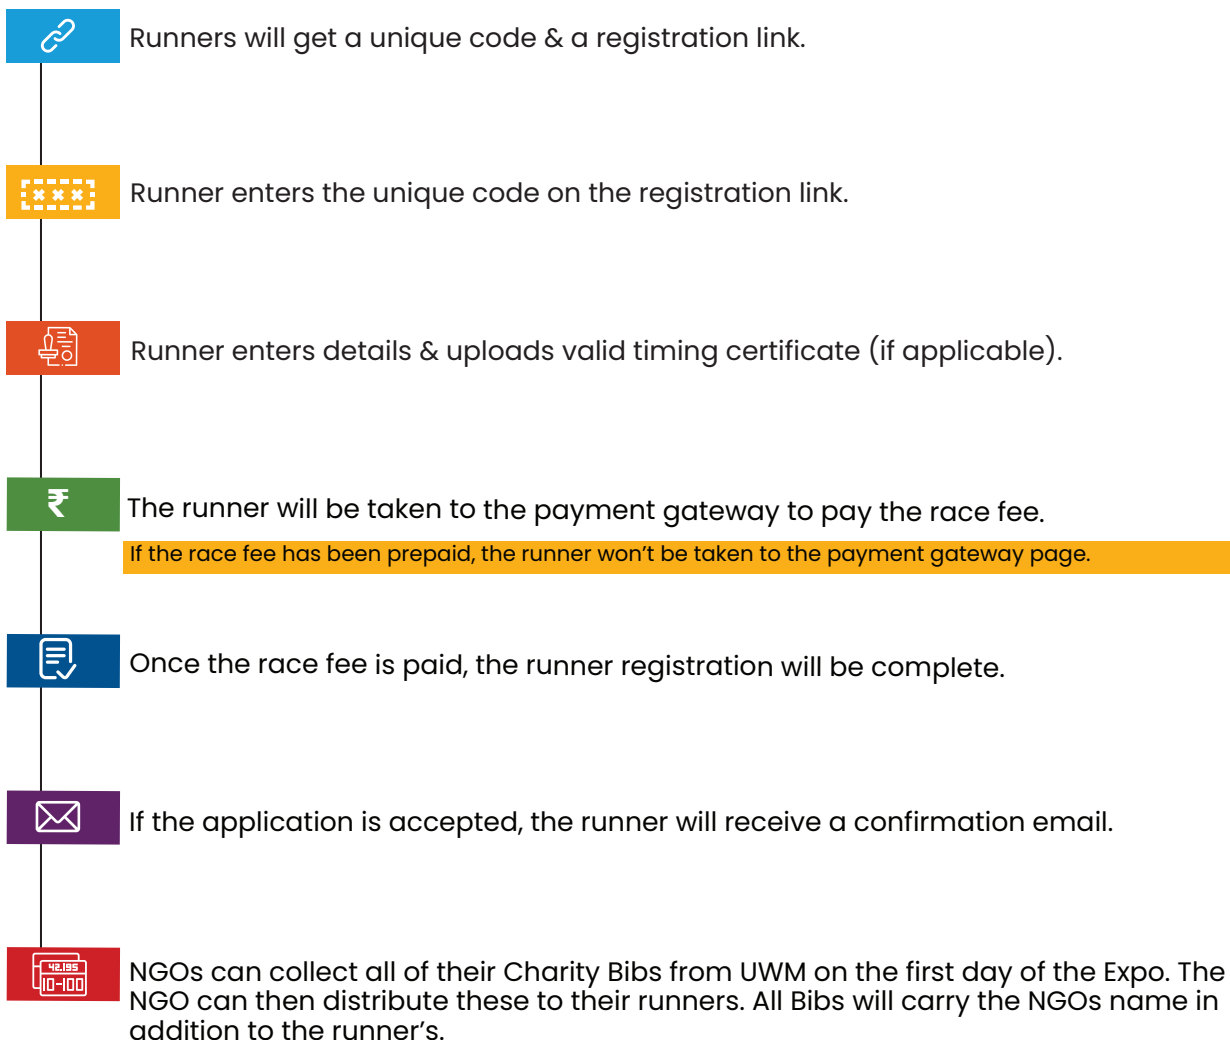 Runners will get a unique code & a registration link.
Runner enters the unique code on the registration link.
Runner enters details & uploads valid timing certificate (if applicable).
₹
The runner will be taken to the payment gateway to pay the race fee.
If the race fee has been prepaid, the runner won't be taken to the payment gateway page.
Once the race fee is paid, the runner registration will be complete.
If the application is accepted, the runner will receive a confirmation email.
42.195
10-100
NGOs can collect all of their Charity Bibs from UWM on the first day of the Expo. The
NGO can then distribute these to their runners. All Bibs will carry the NGOs name in
addition to the runner's.